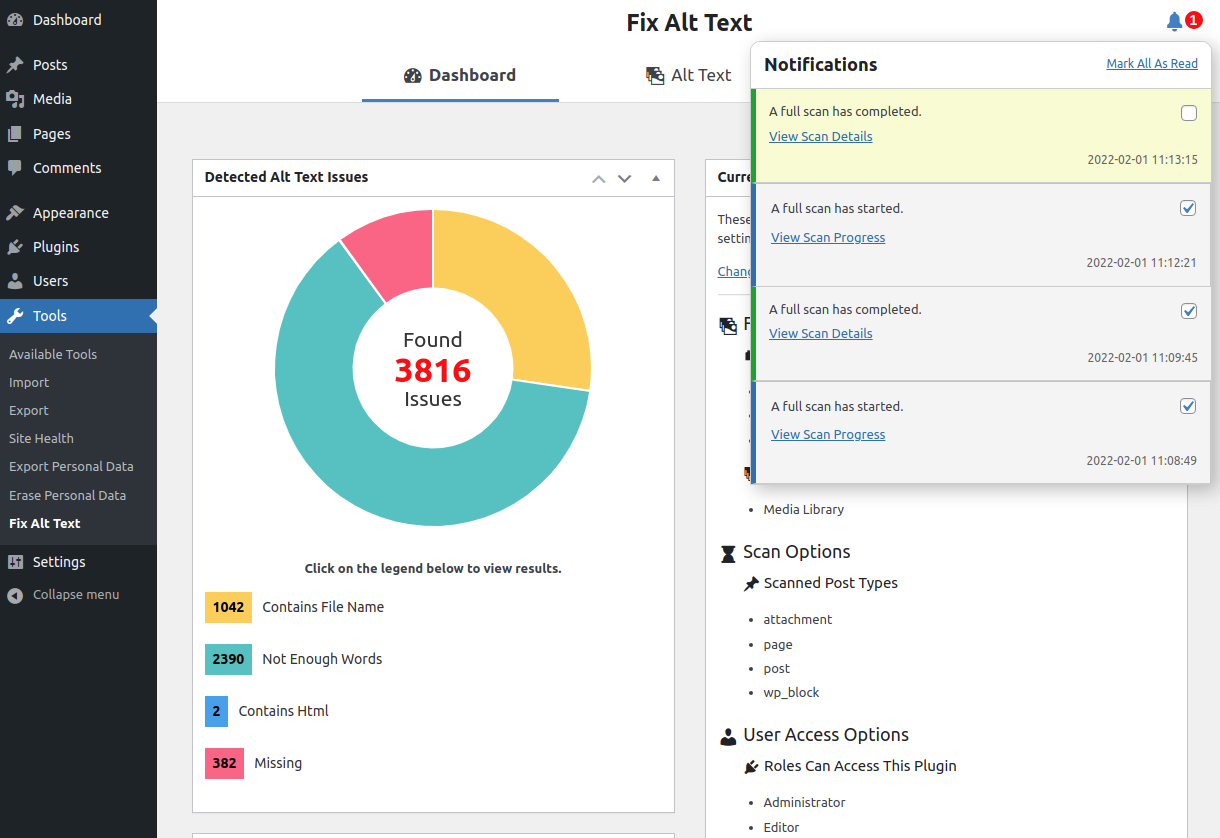 Dashboard
Posts
Media
Pages
Comments
Appearance
Plugins
Users
Tools
Available Tools
Import
Export
Site Health
Export Personal Data
Erase Personal Data
Fix Alt Text
Settings
Collapse menu
Fix Alt Text
1
Dashboard
Alt Text
Notifications
Mark All As Read
A full scan has completed.
View Scan Details
2022-02-01 11:13:15
A full scan has started.
View Scan Progress
2022-02-01 11:12:21
A full scan has completed.
View Scan Details
2022-02-01 11:09:45
A full scan has started.
View Scan Progress
2022-02-01 11:08:49
Detected Alt Text Issues
Found
3816
Issues
Click on the legend below to view results.
1042 Contains File Name
2390 Not Enough Words
2 Contains Html
382 Missing
These
Media Library
Scan Options
Scanned Post Types
attachment
page
post
wp_block
User Access Options
Roles Can Access This Plugin
Administrator
Editor